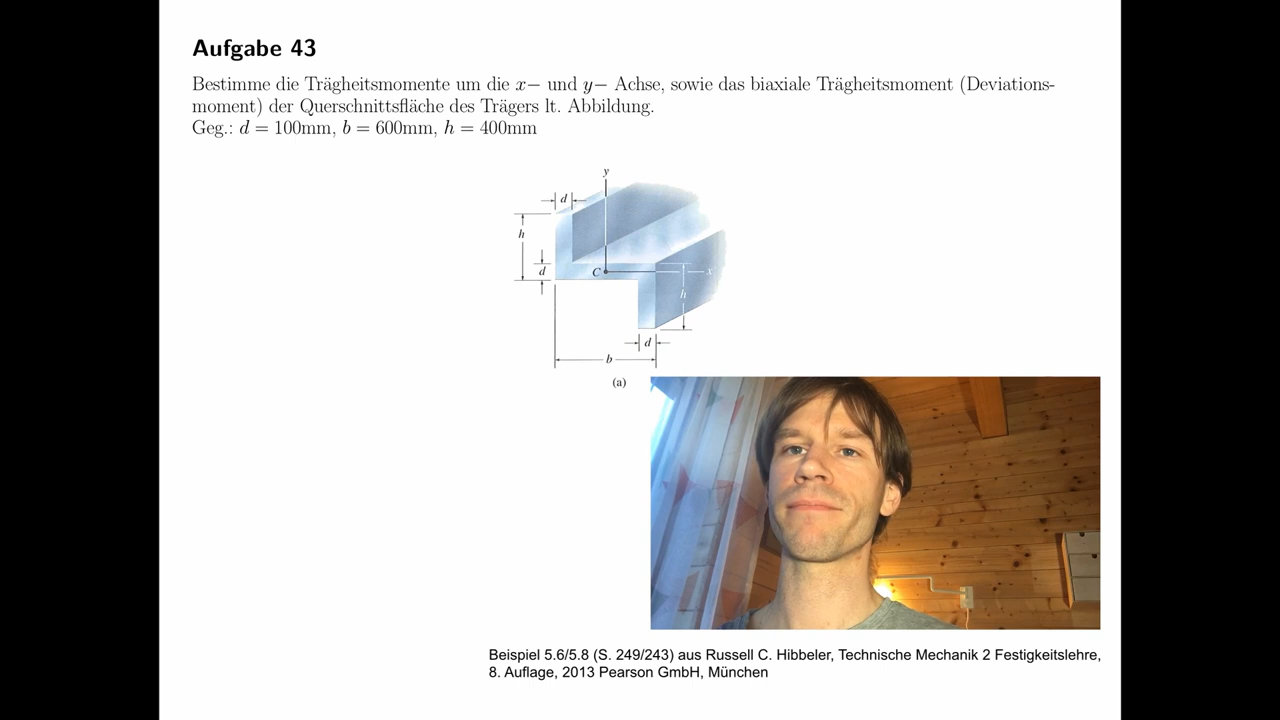 Aufgabe 43
Bestimme die Trägheitsmomente um die x− und y− Achse, sowie das biaxiale Trägheitsmoment (Deviations-
moment) der Querschnittsfläche des Trägers lt. Abbildung.
Geg.: d = 100mm, b = 600mm, h = 400mm
y
d
h
d
C
x
h
d
b
(a)
Beispiel 5.6/5.8 (S. 249/243) aus Russell C. Hibbeler, Technische Mechanik 2 Festigkeitslehre,
8. Auflage, 2013 Pearson GmbH, München